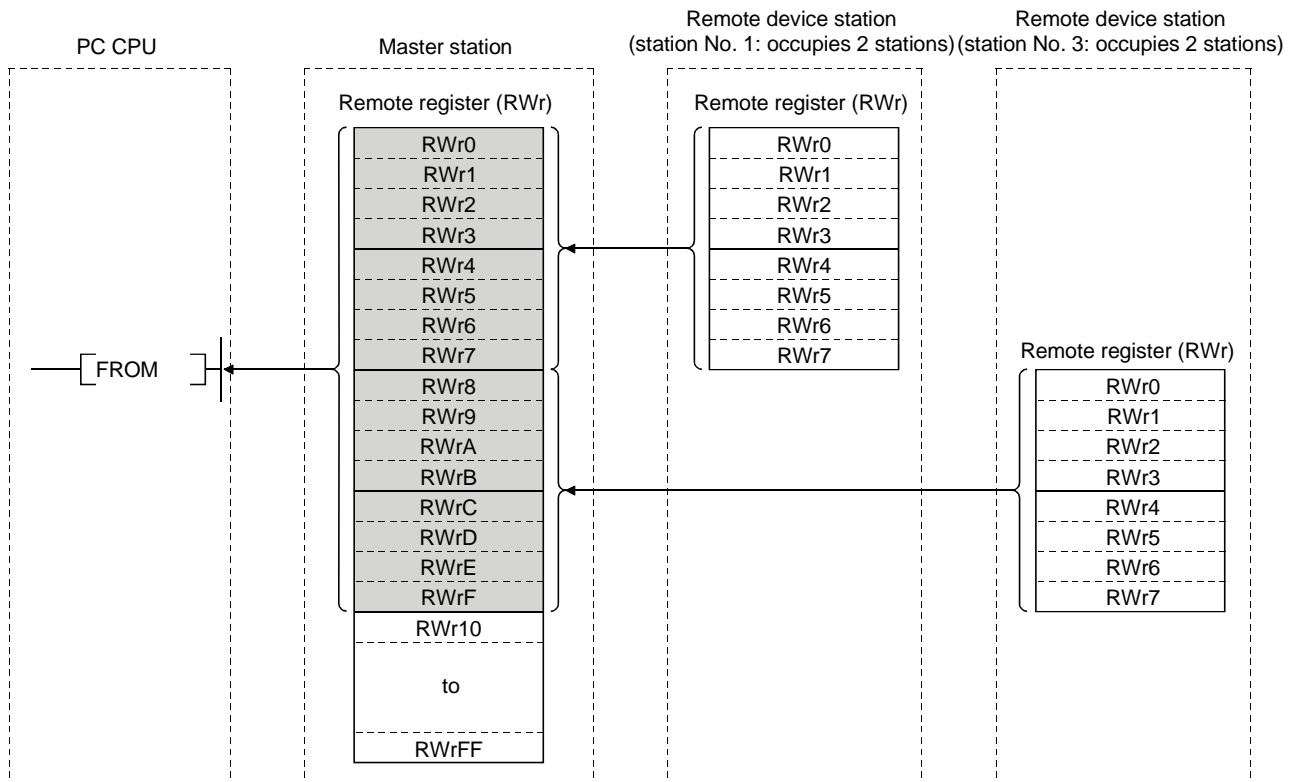 PC CPU
Master station
Remote device station
(station No. 1: occupies 2 stations)
Remote device station
(station No. 3: occupies 2 stations)
Remote register (RWr)
RWr0
RWr1
RWr2
RWr3
RWr4
RWr5
RWr6
RWr7
RWr8
RWr9
RWrA
RWrB
RWrC
RWrD
RWrE
RWrF
RWr10
to
RWrFF
FROM
Remote register (RWr)
RWr0
RWr1
RWr2
RWr3
RWr4
RWr5
RWr6
RWr7
Remote register (RWr)
RWr0
RWr1
RWr2
RWr3
RWr4
RWr5
RWr6
RWr7